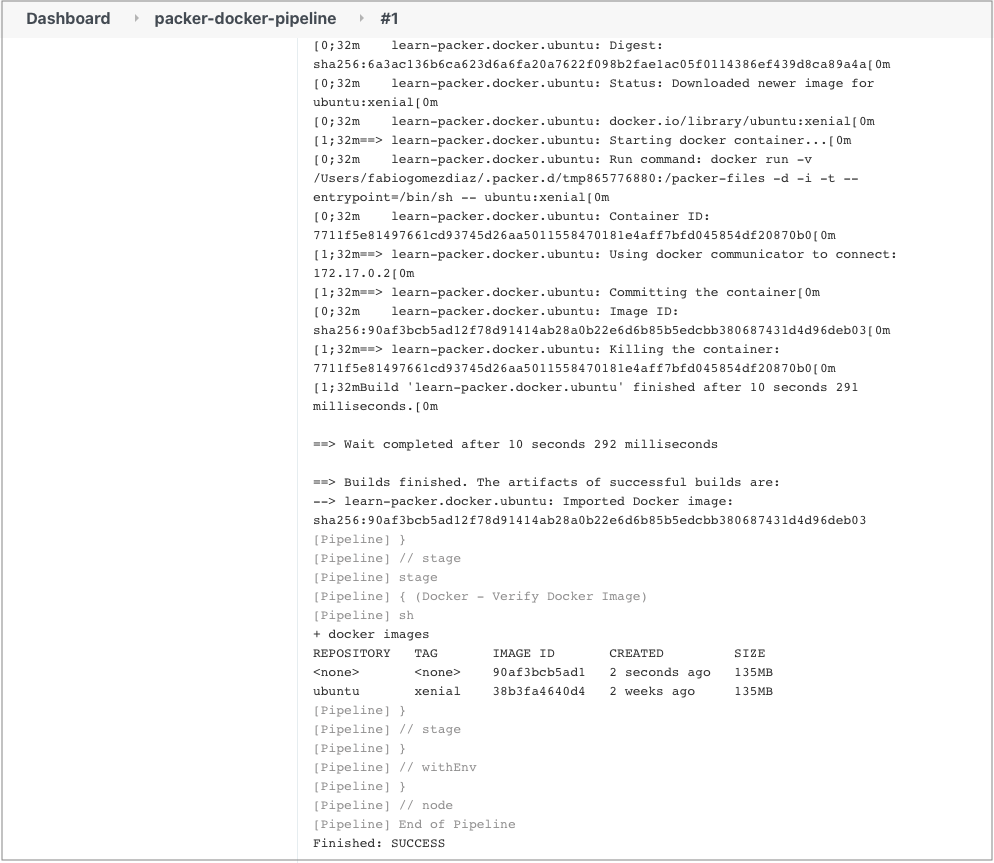 Dashboard packer-docker-pipeline #1
[0;32m    learn-packer.docker.ubuntu: Digest:
sha256:6a3ac136b6ca623d6a6fa20a7622f098b2fae1ac05f0114386ef439d8ca89a4a[0m
[0;32m    learn-packer.docker.ubuntu: Status: Downloaded newer image for
ubuntu:xenial[0m
[0;32m    learn-packer.docker.ubuntu: docker.io/library/ubuntu:xenial[0m
[1;32m==> learn-packer.docker.ubuntu: Starting docker container...[0m
[0;32m    learn-packer.docker.ubuntu: Run command: docker run -v
/Users/fabiogomezdiaz/.packer.d/tmp865776880:/packer-files -d -i -t --
entrypoint=/bin/sh -- ubuntu:xenial[0m
[0;32m    learn-packer.docker.ubuntu: Container ID:
7711f5e81497661cd93745d26aa5011558470181e4aff7bfd045854df20870b0[0m
[1;32m==> learn-packer.docker.ubuntu: Using docker communicator to connect:
172.17.0.2[0m
[1;32m==> learn-packer.docker.ubuntu: Committing the container[0m
[0;32m    learn-packer.docker.ubuntu: Image ID:
sha256:90af3bcb5ad12f78d91414ab28a0b22e6d6b85b5edcbb380687431d4d96deb03[0m
[1;32m==> learn-packer.docker.ubuntu: Killing the container:
7711f5e81497661cd93745d26aa5011558470181e4aff7bfd045854df20870b0[0m
[1;32mBuild 'learn-packer.docker.ubuntu' finished after 10 seconds 291
milliseconds.[0m
==> Wait completed after 10 seconds 292 milliseconds
==> Builds finished. The artifacts of successful builds are:
--> learn-packer.docker.ubuntu: Imported Docker image:
sha256:90af3bcb5ad12f78d91414ab28a0b22e6d6b85b5edcbb380687431d4d96deb03
[Pipeline] }
[Pipeline] // stage
[Pipeline] stage
[Pipeline] { (Docker - Verify Docker Image)
[Pipeline] sh
+ docker images
REPOSITORY   TAG       IMAGE ID       CREATED         SIZE
<none>       <none>    90af3bcb5ad1   2 seconds ago   135MB
ubuntu       xenial    38b3fa4640d4   2 weeks ago     135MB
[Pipeline] }
[Pipeline] // stage
[Pipeline] }
[Pipeline] // withEnv
[Pipeline] }
[Pipeline] // node
[Pipeline] End of Pipeline
Finished: SUCCESS